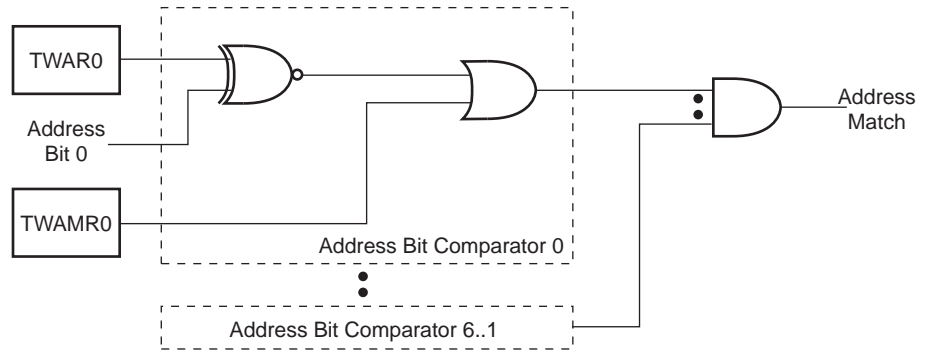 TWAR0
Address
Bit 0
TWAMR0
Address Bit Comparator 0
Address Bit Comparator 6..1
Address
Match